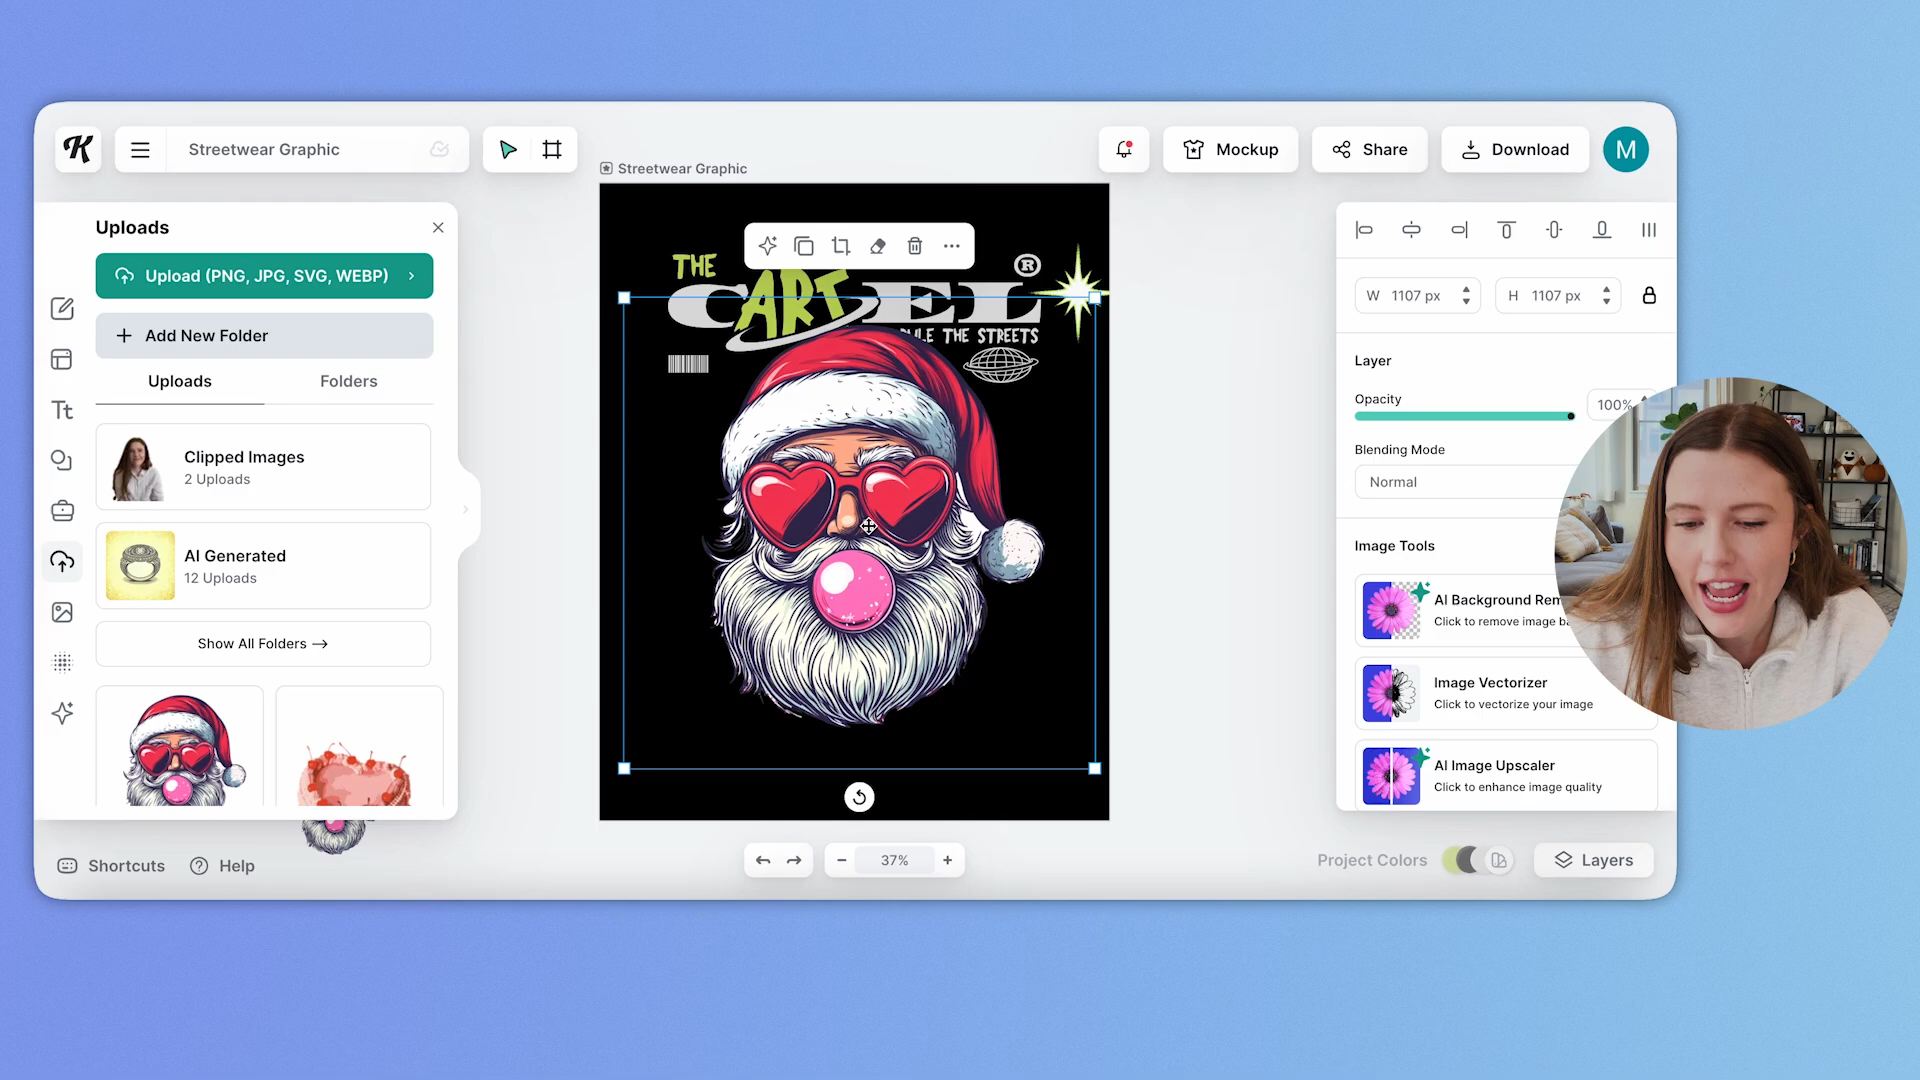 K
Streetwear Graphic
Mockup
Share
Download
M
Streetwear Graphic
Uploads
Upload (PNG, JPG, SVG, WEBP)
Add New Folder
Uploads
Folders
Clipped Images
2 Uploads
AI Generated
12 Uploads
Show All Folders →
Tt
THE
®
CARTEL
THE STREETS
W 1107 px
H 1107 px
Layer
Opacity
100%
Blending Mode
Normal
Image Tools
AI Background
Click to remove image
Image Vectorizer
Click to vectorize your image
AI Image Upscaler
Click to enhance image quality
Shortcuts
Help
37%
Project Colors
Layers